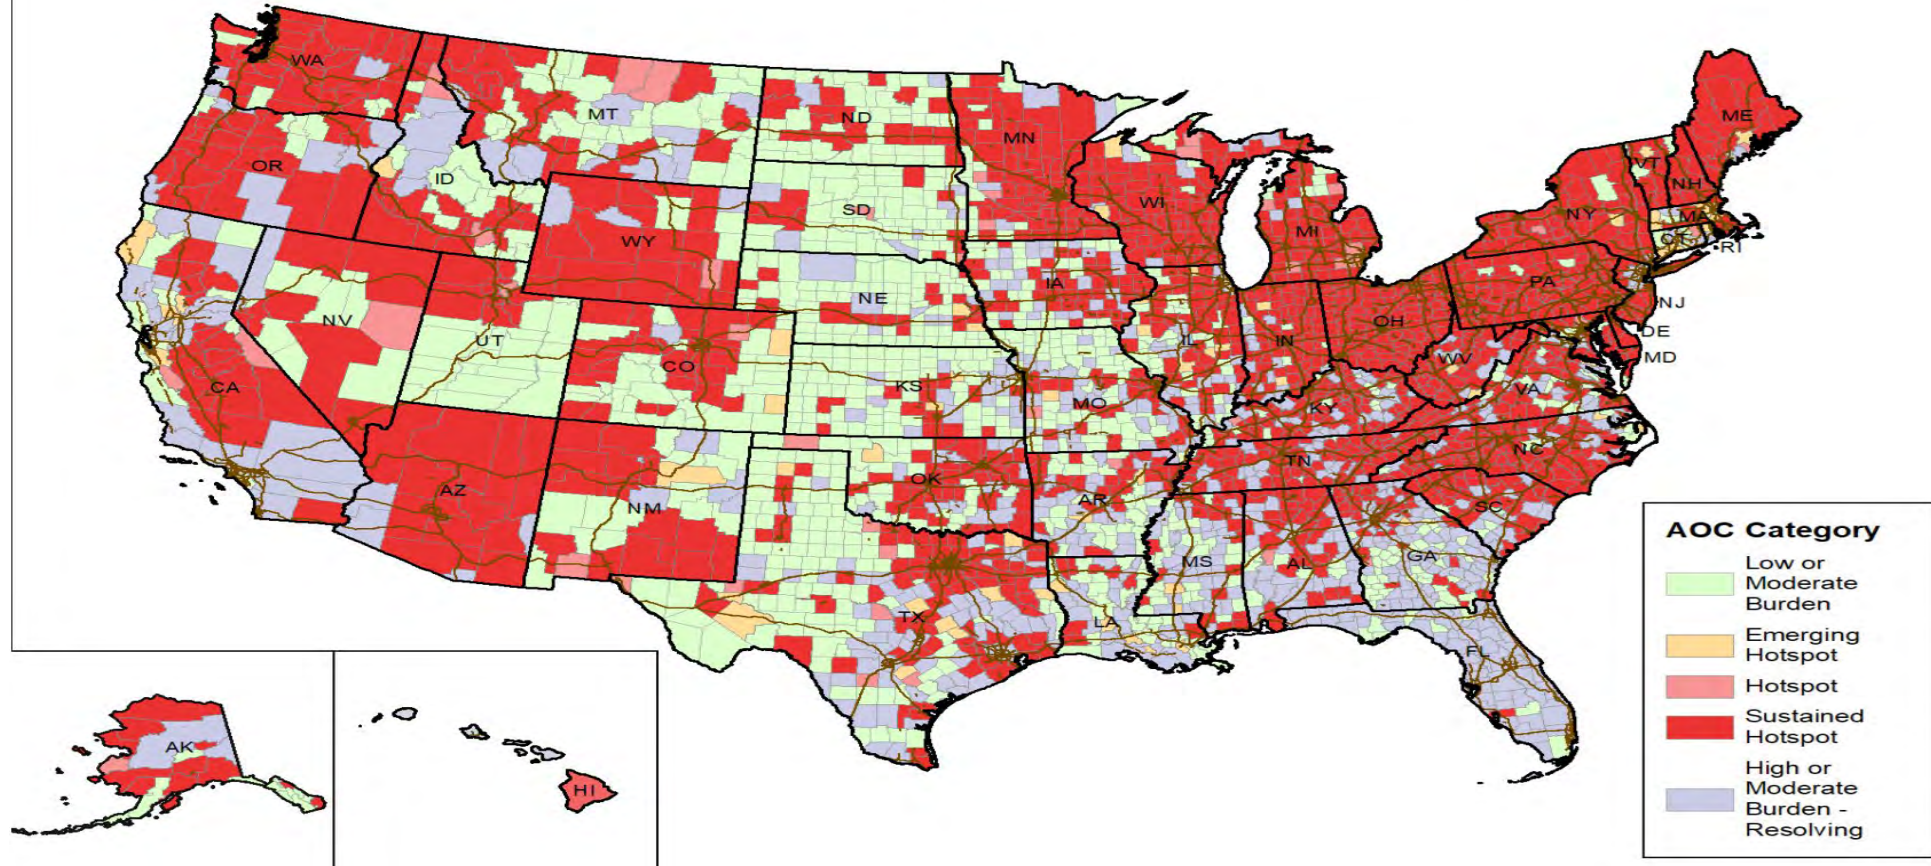 WA
MT
ND
MN
ME
OR
ID
SD
WI
MI
VT
NH
NY
MA
CT
RI
WY
NE
IA
PA
NJ
NV
UT
CO
IL
IN
OH
DE
MD
WV
CA
KS
MO
KY
VA
AZ
NM
OK
AR
TN
NC
SC
TX
LA
MS
AL
GA
FL
AK
HI
AOC Category
Low or
Moderate
Burden
Emerging
Hotspot
Hotspot
Sustained
Hotspot
High or
Moderate
Burden -
Resolving